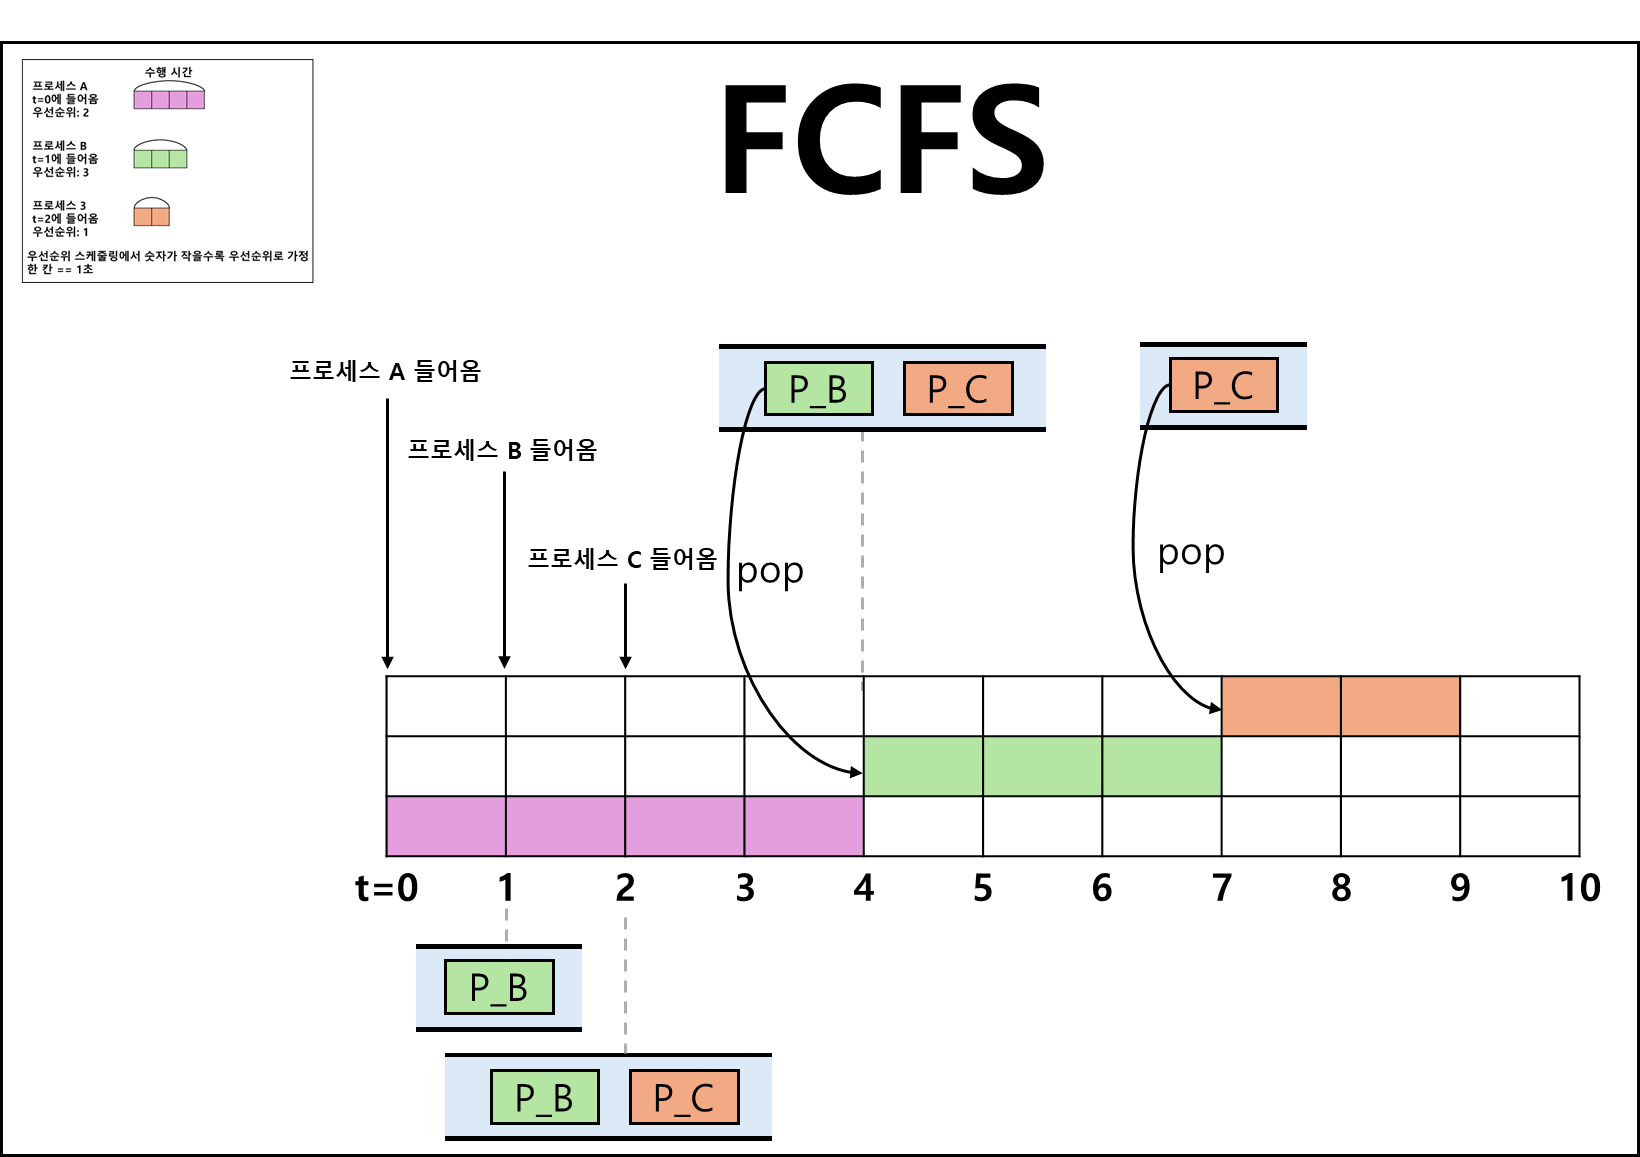 수행 시간
프로세스 A
t=0에 들어옴
우선순위: 2
프로세스 B
t=1에 들어옴
우선순위: 3
프로세스 3
t=2에 들어옴
우선순위: 1
우선순위 스케줄링에서 숫자가 작을수록 우선순위로 가정
한 칸 == 1초
FCFS
프로세스 A 들어옴
프로세스 B 들어옴
프로세스 C 들어옴
P_B P_C
P_C
pop
pop
t=0 1 2 3 4 5 6 7 8 9 10
P_B
P_B P_C